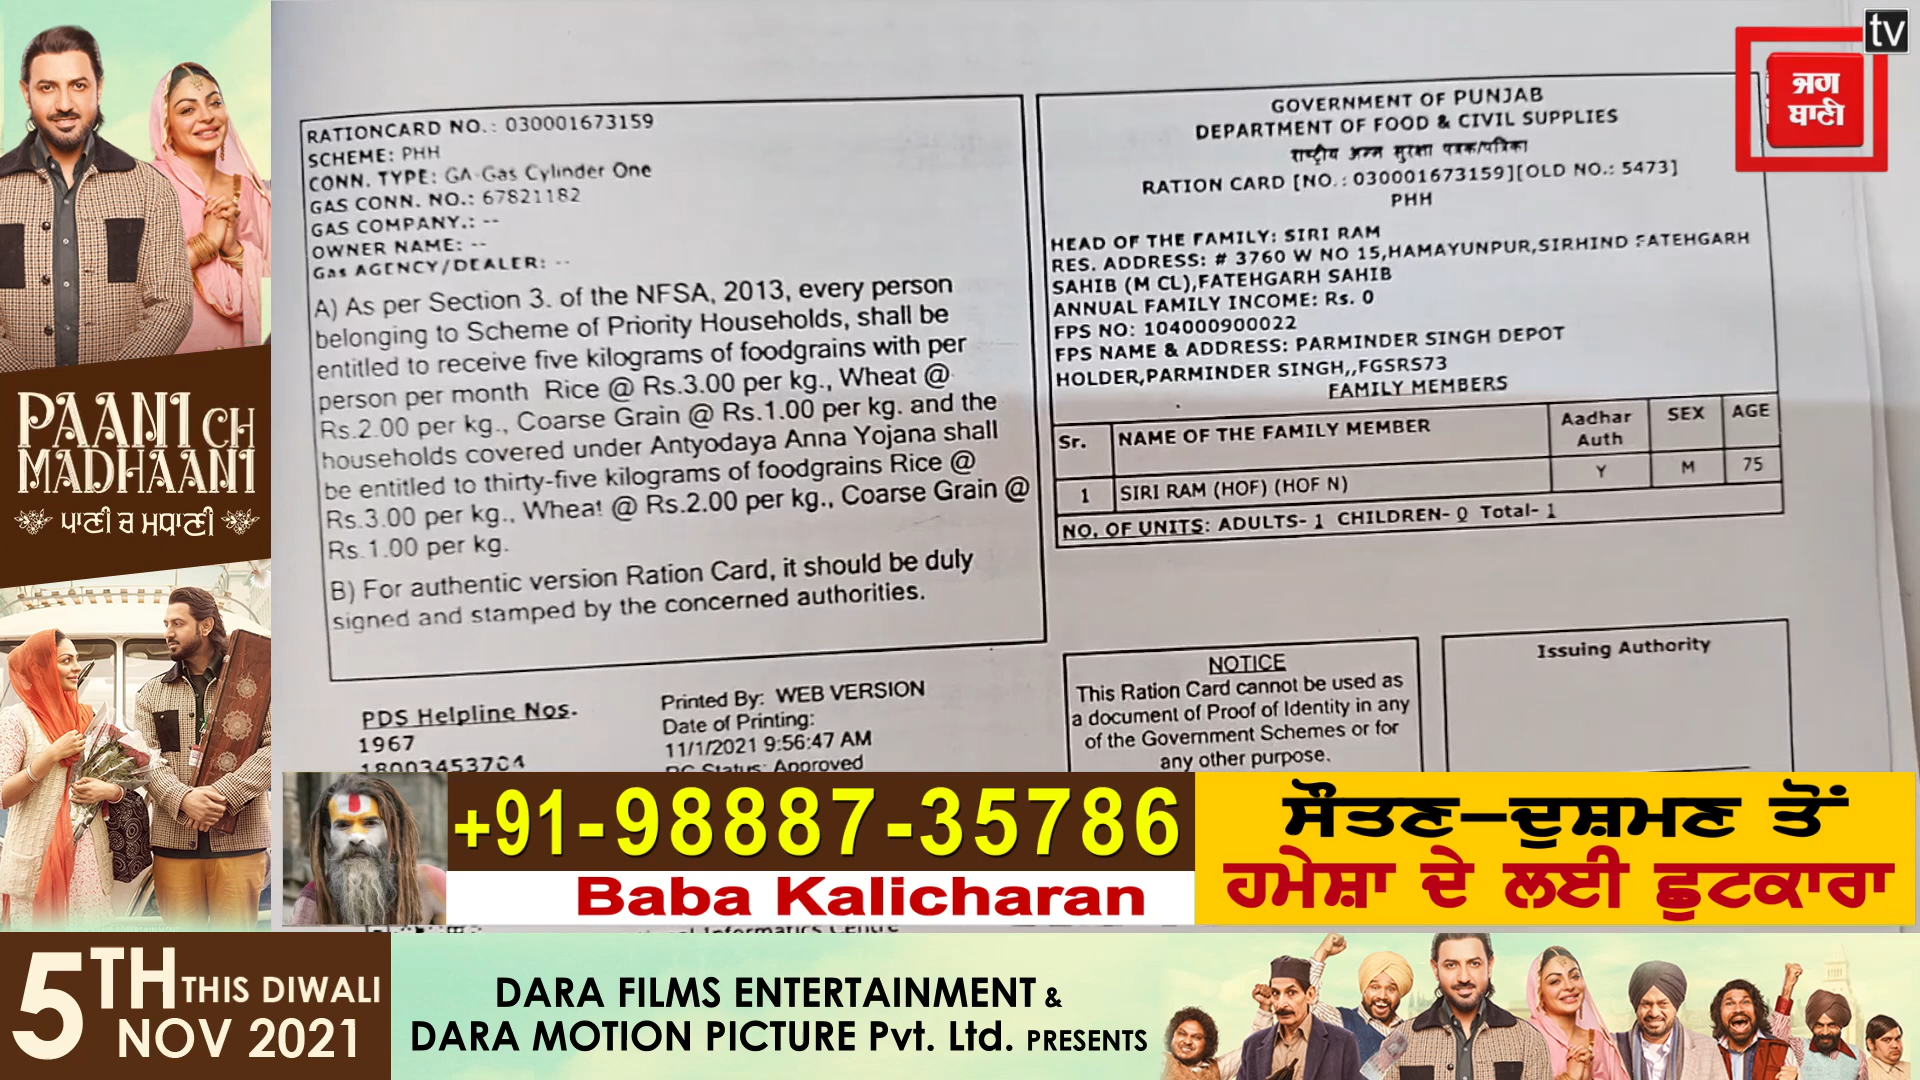 tv
ਜਗ
ਬਾਣੀ
RATIONCARD NO.: 030001673159
SCHEME: PHH
CONN. TYPE: GA-Gas Cylinder One
GAS CONN. NO.: 67821182
GAS COMPANY.: --
OWNER NAME: --
Gas AGENCY/DEALER: --
A) As per Section 3. of the NFSA, 2013, every person
belonging to Scheme of Priority Households, shall be
entitled to receive five kilograms of foodgrains with per
person per month Rice @ Rs.3.00 per kg., Wheat @
Rs.2.00 per kg., Coarse Grain @ Rs.1.00 per kg. and the
households covered under Antyodaya Anna Yojana shall
be entitled to thirty-five kilograms of foodgrains Rice @
Rs.3.00 per kg., Wheat @ Rs.2.00 per kg., Coarse Grain @
Rs.1.00 per kg.
B) For authentic version Ration Card, it should be duly
signed and stamped by the concerned authorities.
PDS Helpline Nos.
1967
18003453704
Printed By: WEB VERSION
Date of Printing:
11/1/2021 9:56:47 AM
RC Status: Approved
GOVERNMENT OF PUNJAB
DEPARTMENT OF FOOD & CIVIL SUPPLIES
राष्ट्रीय अन्न सुरक्षा पत्रक/पत्रिका
RATION CARD [NO.: 030001673159][OLD NO.: 5473]
PHH
HEAD OF THE FAMILY: SIRI RAM
RES. ADDRESS: # 3760 W NO 15,HAMAYUNPUR,SIRHIND FATEHGARH
SAHIB (M CL),FATEHGARH SAHIB
ANNUAL FAMILY INCOME: Rs. 0
FPS NO: 104000900022
FPS NAME & ADDRESS: PARMINDER SINGH DEPOT
HOLDER,PARMINDER SINGH,,FGSRS73
FAMILY MEMBERS
Sr. NAME OF THE FAMILY MEMBER Aadhar Auth SEX AGE
1 SIRI RAM (HOF) (HOF N) Y M 75
NO. OF UNITS: ADULTS- 1 CHILDREN- 0 Total- 1
NOTICE
This Ration Card cannot be used as
a document of Proof of Identity in any
of the Government Schemes or for
any other purpose.
Issuing Authority
Informatics Centre
PAANI CH
MADHAANI
ਪਾਣੀ ਚ ਮਧਾਣੀ
+91-98887-35786
Baba Kalicharan
ਸੌਤਣ-ਦੁਸ਼ਮਣ ਤੋਂ
ਹਮੇਸ਼ਾ ਦੇ ਲਈ ਛੁਟਕਾਰਾ
5TH THIS DIWALI
NOV 2021
DARA FILMS ENTERTAINMENT &
DARA MOTION PICTURE Pvt. Ltd. PRESENTS